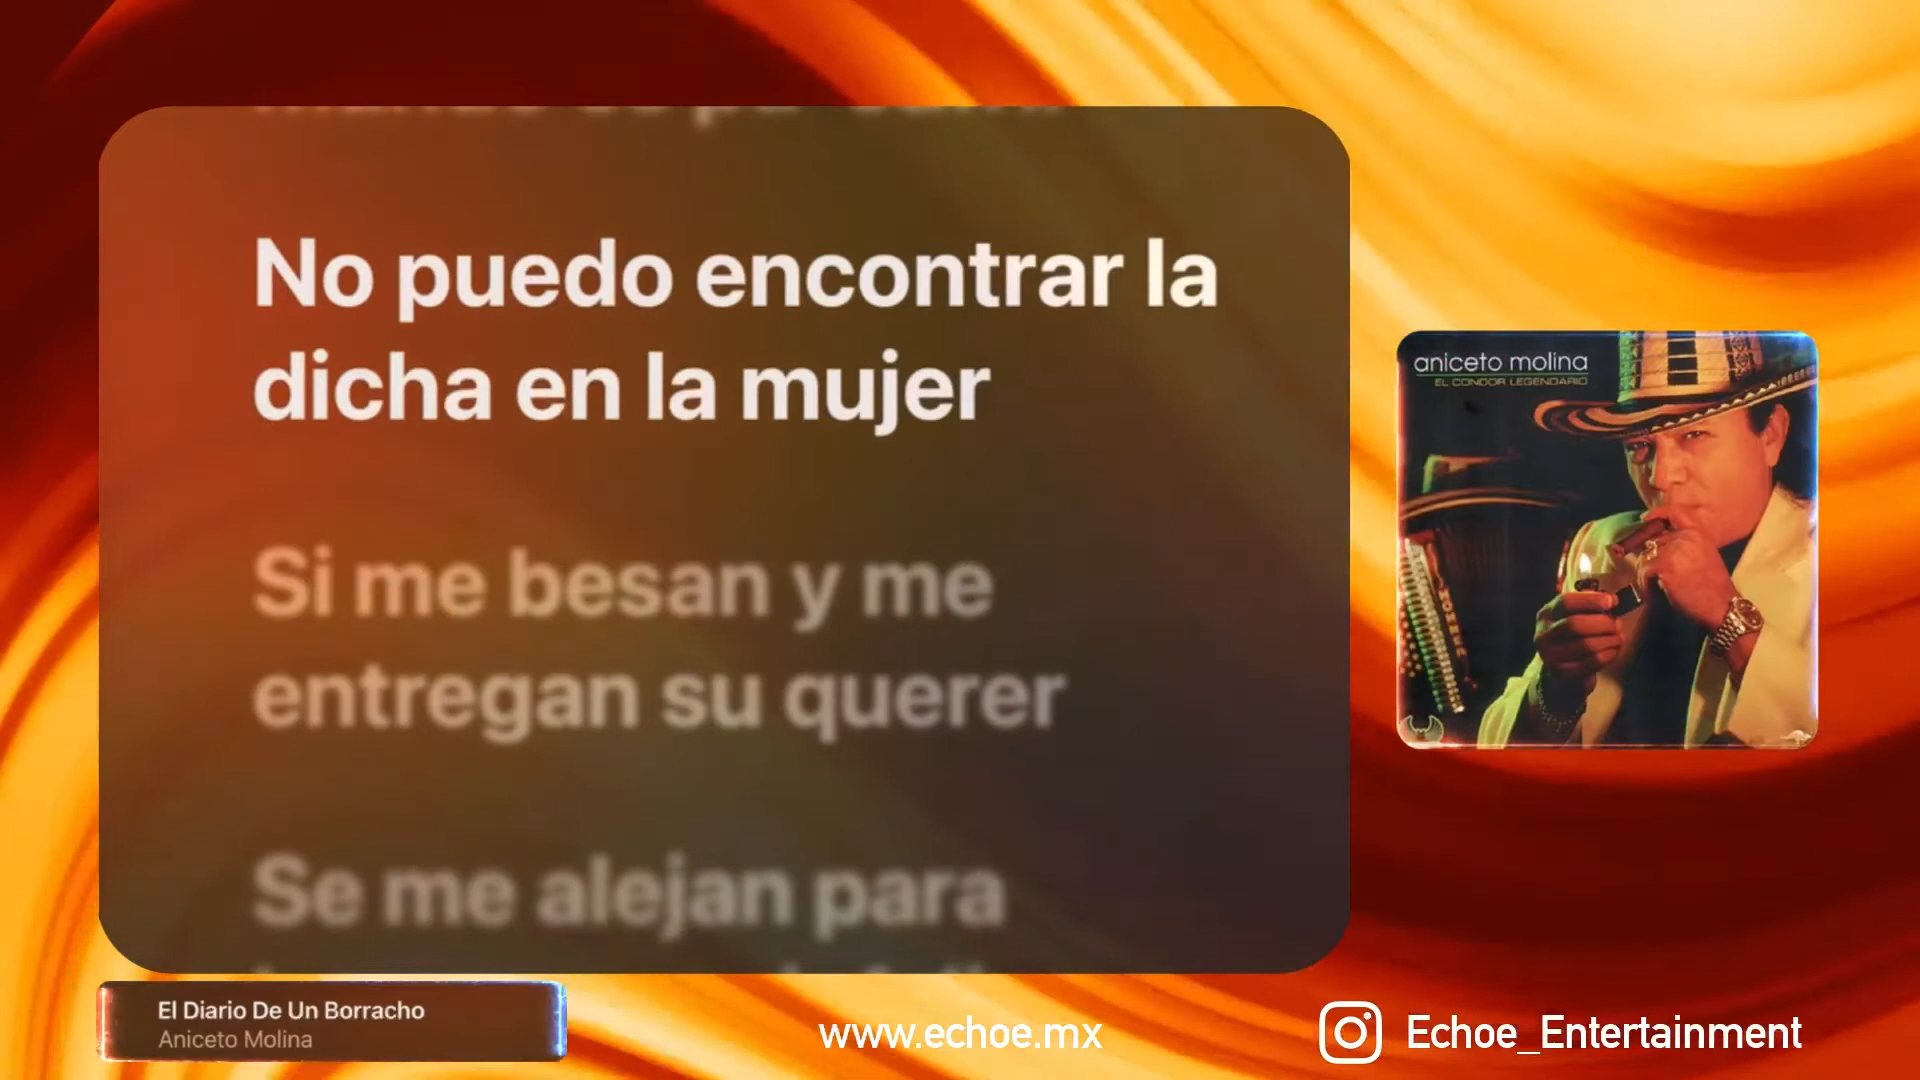 No puedo encontrar la
dicha en la mujer
Si me besan y me
entregan su querer
Se me alejan para
aniceto molina
EL CONDOR LEGENDARIO
El Diario De Un Borracho
Aniceto Molina
www.echoe.mx
Echoe_Entertainment